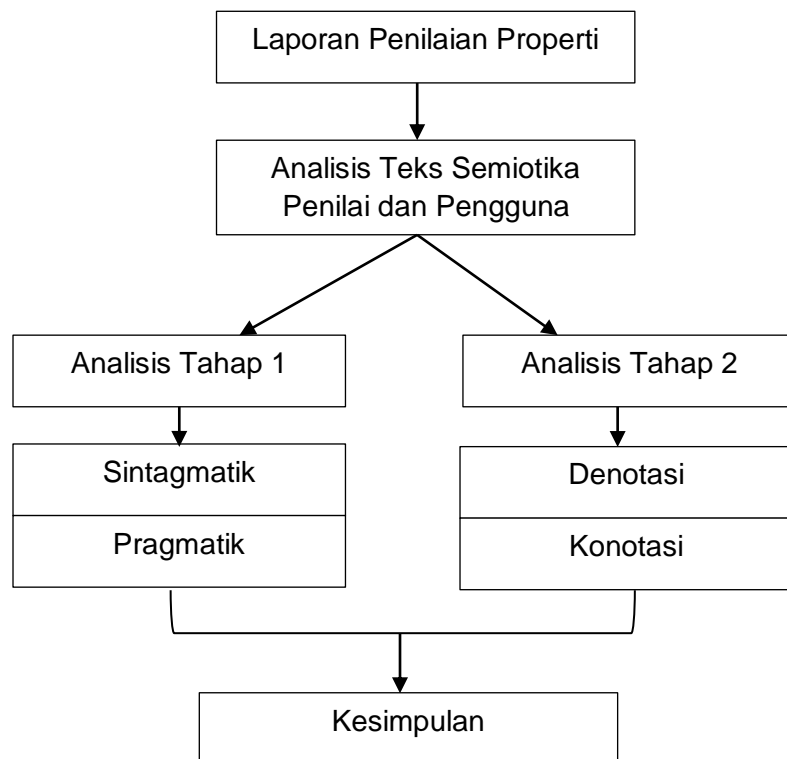 Laporan Penilaian Properti
Analisis Teks Semiotika
Penilai dan Pengguna
Analisis Tahap 1
Analisis Tahap 2
Sintagmatik
Pragmatik
Denotasi
Konotasi
Kesimpulan